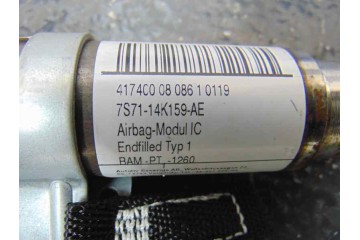 417400 08 086 1 0119
7S71-14K159-AE
Airbag-Modul IC
Endfilled Typ 1
BAM -PT. -1260